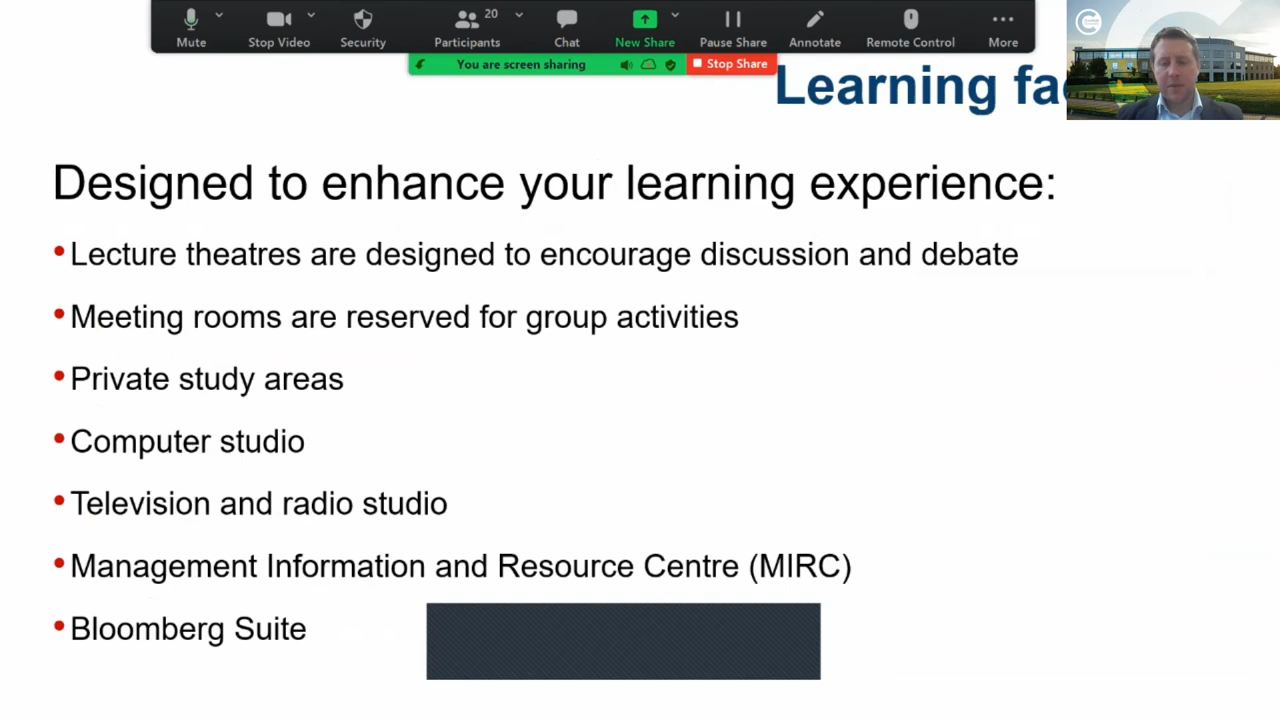 Mute
Stop Video
Security
Participants
20
Chat
New Share
Pause Share
Annotate
Remote Control
More
You are screen sharing
Stop Share
Learning
Designed to enhance your learning experience:
•Lecture theatres are designed to encourage discussion and debate
•Meeting rooms are reserved for group activities
•Private study areas
•Computer studio
•Television and radio studio
•Management Information and Resource Centre (MIRC)
•Bloomberg Suite